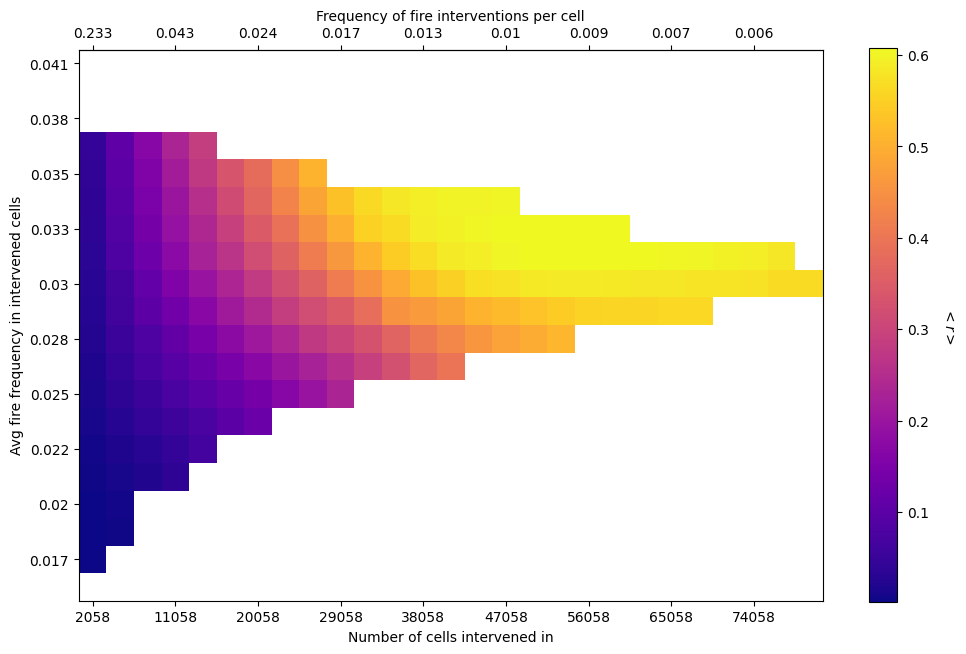 Frequency of fire interventions per cell
0.233 0.043 0.024 0.017 0.013 0.01 0.009 0.007 0.006
Avg fire frequency in intervened cells
0.041
0.038
0.035
0.033
0.03
0.028
0.025
0.022
0.02
0.017
2058 11058 20058 29058 38058 47058 56058 65058 74058
Number of cells intervened in
0.6
0.5
0.4
0.3
0.2
0.1
< r >